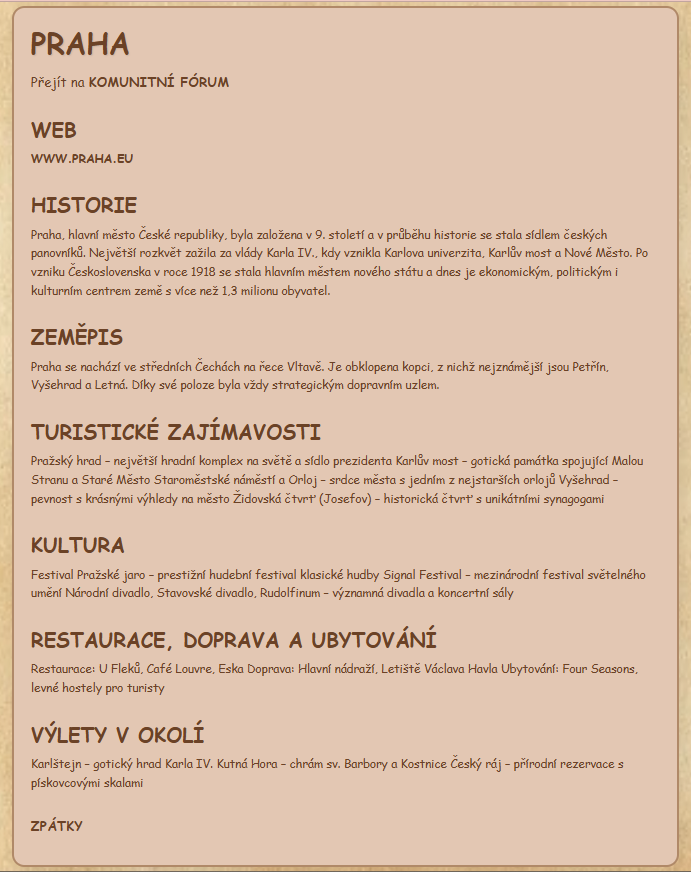 PRAHA
Přejít na KOMUNITNÍ FÓRUM
WEB
WWW.PRAHA.EU
HISTORIE
Praha, hlavní město České republiky, byla založena v 9. století a v průběhu historie se stala sídlem českých
panovníků. Největší rozkvět zažila za vlády Karla IV., kdy vznikla Karlova univerzita, Karlův most a Nové Město. Po
vzniku Československa v roce 1918 se stala hlavním městem nového státu a dnes je ekonomickým, politickým i
kulturním centrem země s více než 1,3 milionu obyvatel.
ZEMĚPIS
Praha se nachází ve středních Čechách na řece Vltavě. Je obklopena kopci, z nichž nejznámější jsou Petřín,
Vyšehrad a Letná. Díky své poloze byla vždy strategickým dopravním uzlem.
TURISTICKÉ ZAJÍMAVOSTI
Pražský hrad – největší hradní komplex na světě a sídlo prezidenta Karlův most – gotická památka spojující Malou
Stranu a Staré Město Staroměstské náměstí a Orloj – srdce města s jedním z nejstarších orlojů Vyšehrad –
pevnost s krásnými výhledy na město Židovská čtvrť (Josefov) – historická čtvrť s unikátními synagogami
KULTURA
Festival Pražské jaro – prestižní hudební festival klasické hudby Signal Festival – mezinárodní festival světelného
umění Národní divadlo, Stavovské divadlo, Rudolfinum – významná divadla a koncertní sály
RESTAURACE, DOPRAVA A UBYTOVÁNÍ
Restaurace: U Fleků, Café Louvre, Eska Doprava: Hlavní nádraží, Letiště Václava Havla Ubytování: Four Seasons,
levné hostely pro turisty
VÝLETY V OKOLÍ
Karlštejn – gotický hrad Karla IV. Kutná Hora – chrám sv. Barbory a Kostnice Český ráj – přírodní rezervace s
pískovcovými skalami
ZPÁTKY